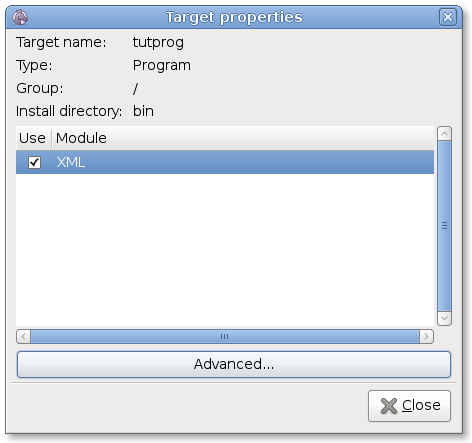 Target properties
Target name: tutprog
Type: Program
Group: /
Install directory: bin
Use Module
XML
Advanced...
Close